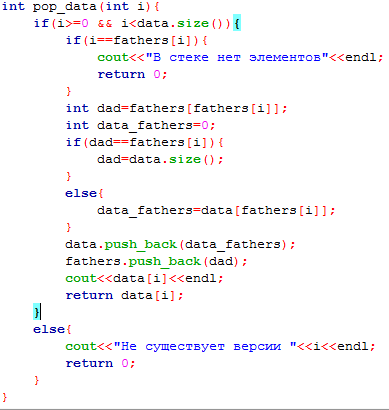 int pop_data(int i){
    if(i>=0 && i<data.size()){
        if(i==fathers[i]){
            cout<<"В стеке нет элементов"<<endl;
            return 0;
        }
        int dad=fathers[fathers[i]];
        int data_fathers=0;
        if(dad==fathers[i]){
            dad=data.size();
        }
        else{
            data_fathers=data[fathers[i]];
        }
        data.push_back(data_fathers);
        fathers.push_back(dad);
        cout<<data[i]<<endl;
        return data[i];
    }
    else{
        cout<<"Не существует версии "<<i<<endl;
        return 0;
    }
}